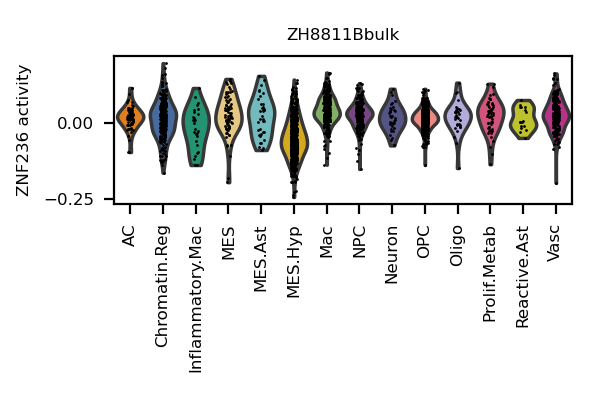 ZH8811Bbulk
ZNF236 activity
0.00
−0.25
AC
Chromatin.Reg
Inflammatory.Mac
MES
MES.Ast
MES.Hyp
Mac
NPC
Neuron
OPC
Oligo
Prolif.Metab
Reactive.Ast
Vasc